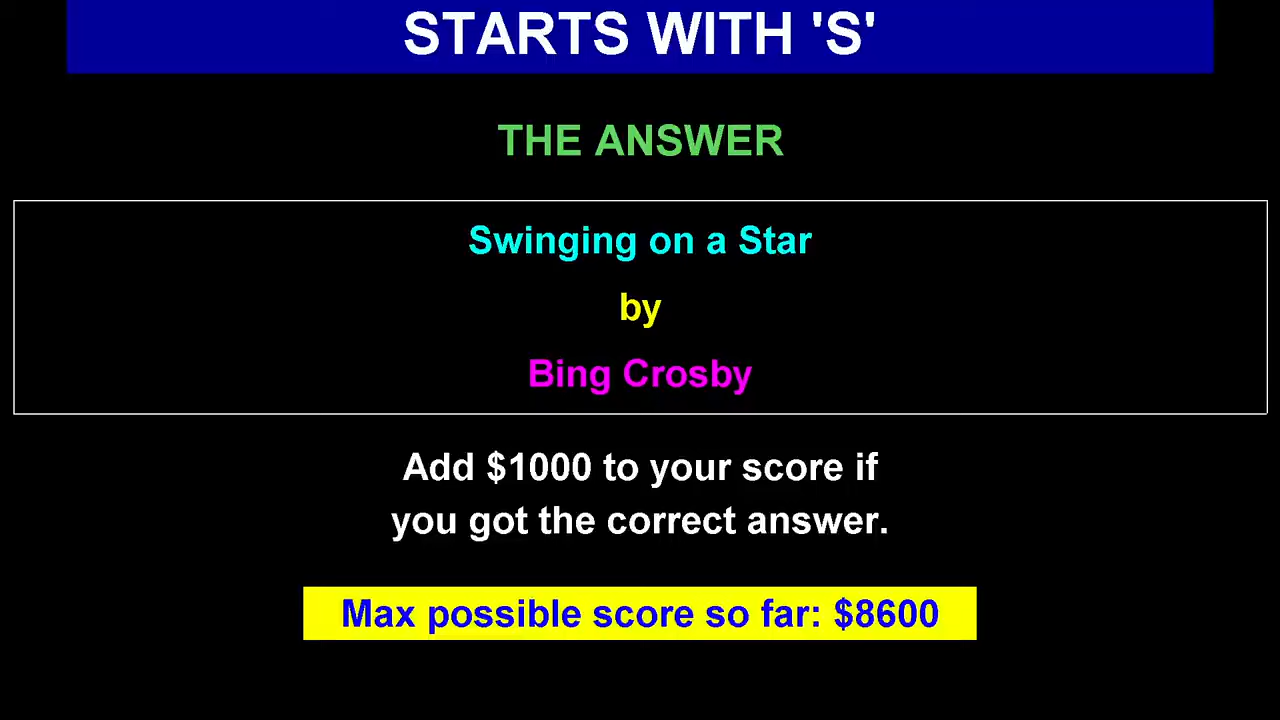 STARTS WITH 'S'
THE ANSWER
Swinging on a Star
by
Bing Crosby
Add $1000 to your score if
you got the correct answer.
Max possible score so far: $8600